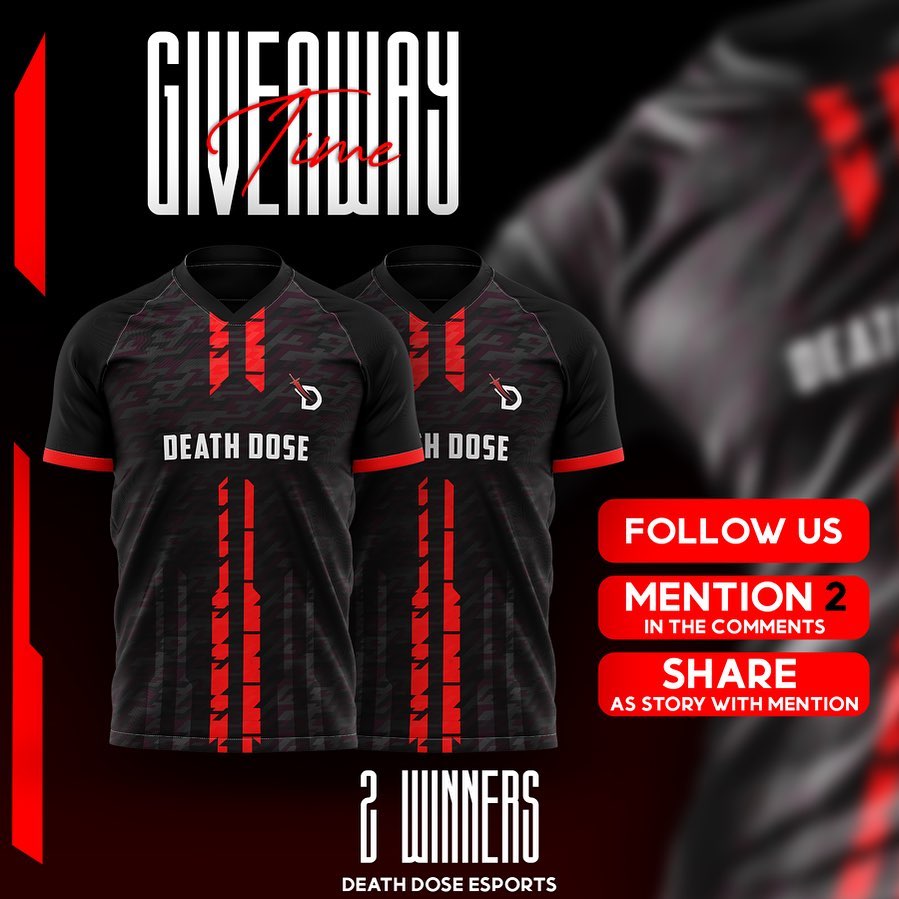 GIVEAWAY
Time
DEATH DOSE
H DOSE
D
D
DEAT
FOLLOW US
MENTION 2
IN THE COMMENTS
SHARE
AS STORY WITH MENTION
2 WINNERS
DEATH DOSE ESPORTS